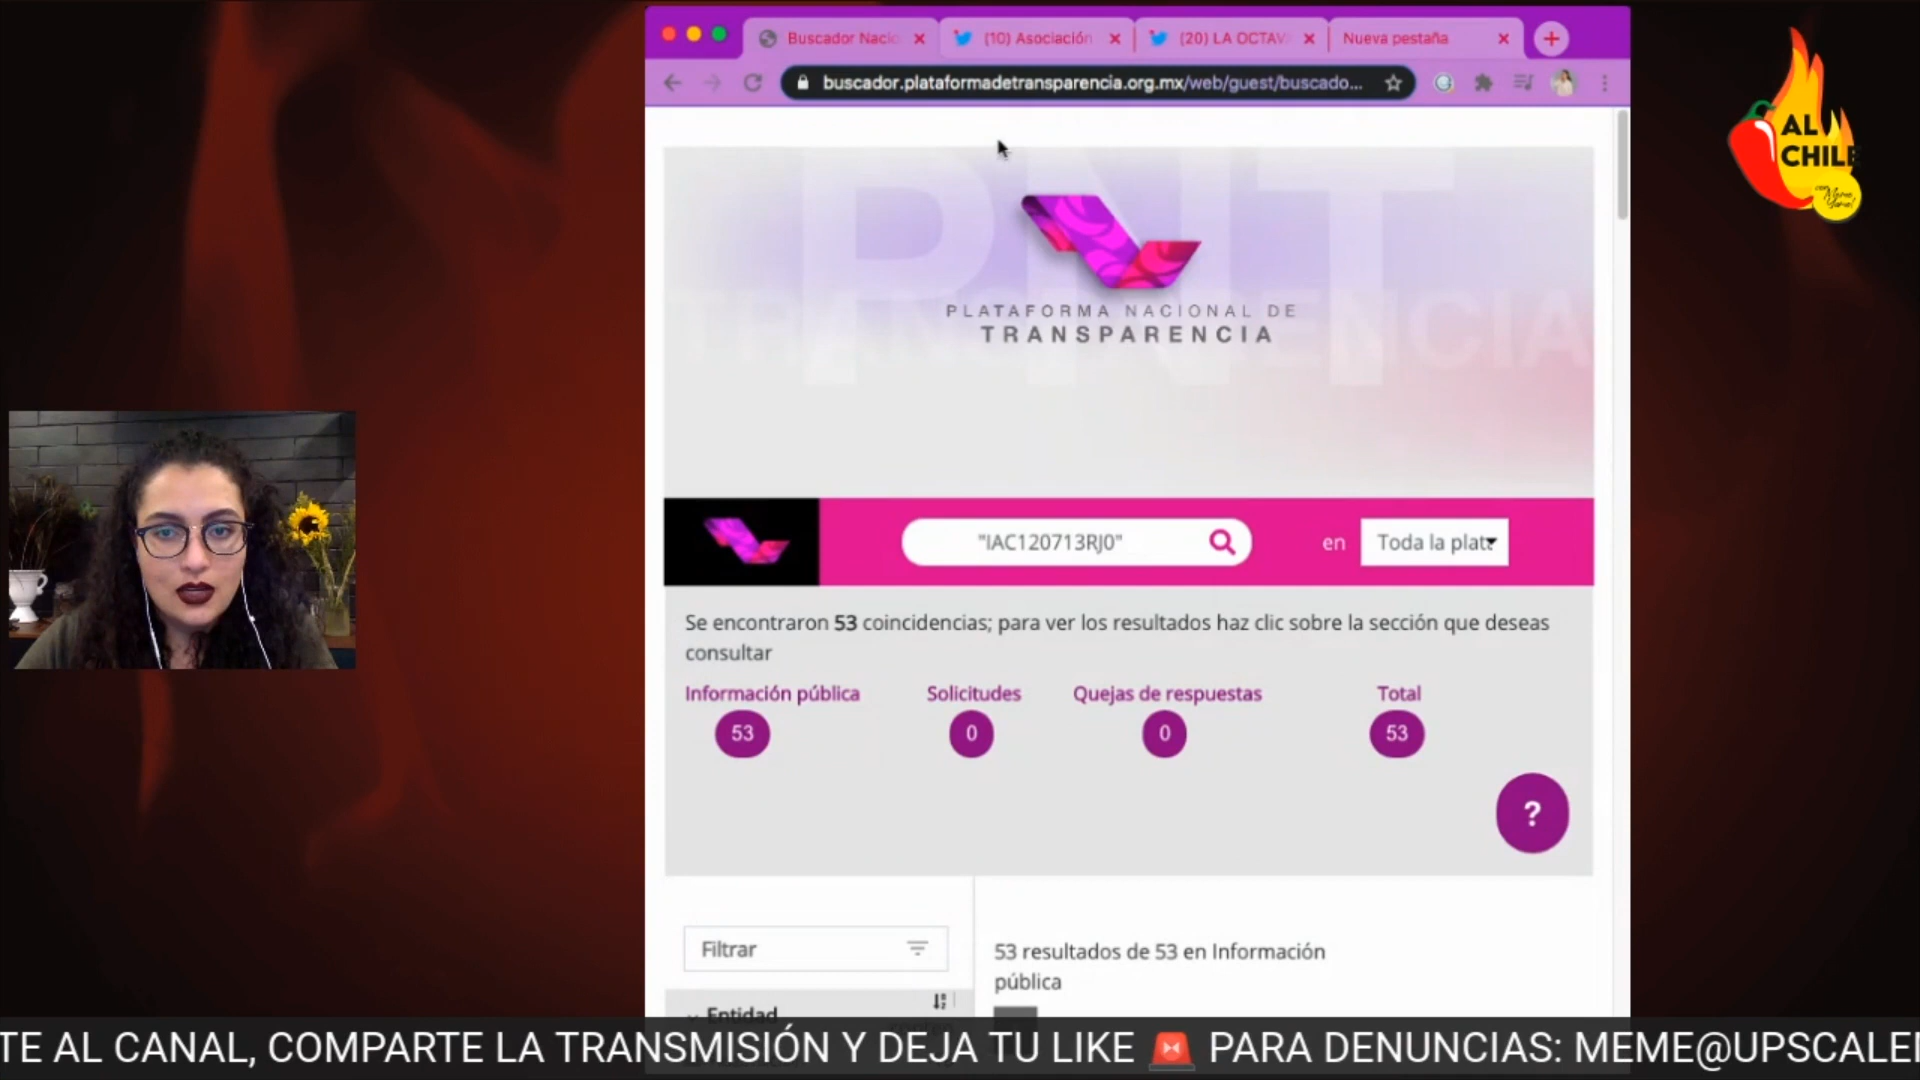 Buscador Nacio
(10) Asociación
(20) LA OCTAV
Nueva pestaña
buscador.plataformadetransparencia.org.mx/web/guest/buscado...
AL
CHILE
PNT
TRANSPARENCIA
PLATAFORMA NACIONAL DE
TRANSPARENCIA
"IAC120713RJ0"
en
Toda la plat
Se encontraron 53 coincidencias; para ver los resultados haz clic sobre la sección que deseas
consultar
Información pública
Solicitudes
Quejas de respuestas
Total
53
0
0
53
?
Filtrar
53 resultados de 53 en Información
pública
Entidad
TE AL CANAL, COMPARTE LA TRANSMISIÓN Y DEJA TU LIKE 🚨 PARA DENUNCIAS: MEME@UPSCALE